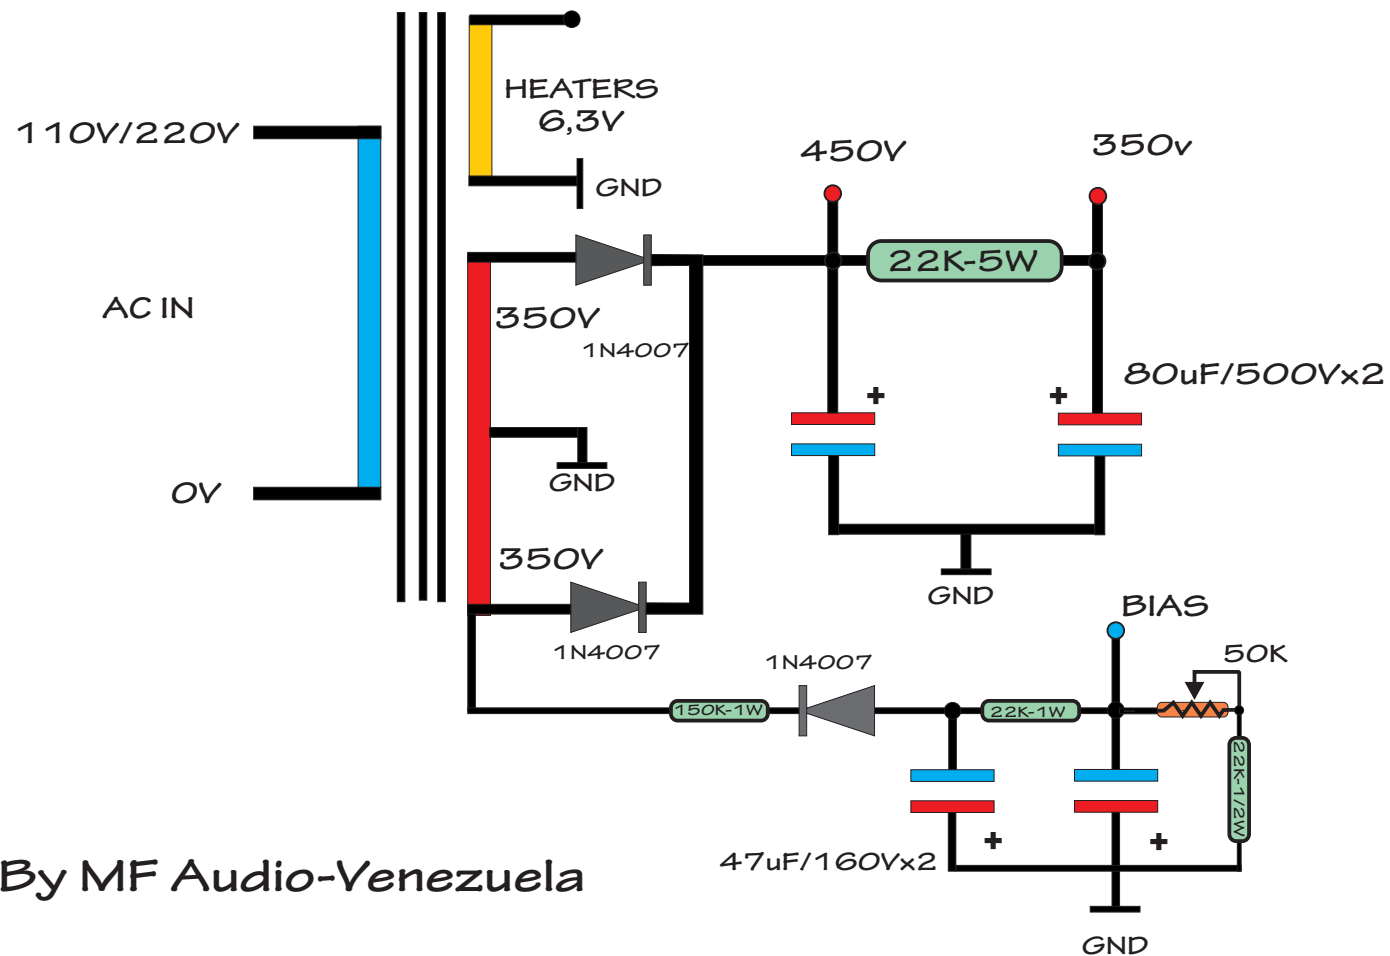 HEATERS
6,3V
110V/220V
GND
450V
350v
22K-5W
AC IN
350V
1N4007
80uF/500Vx2
+
+
GND
0V
350V
GND
1N4007
BIAS
1N4007
50K
150K-1W
22K-1W
22K-1/2W
+
+
47uF/160Vx2
By MF Audio-Venezuela
GND